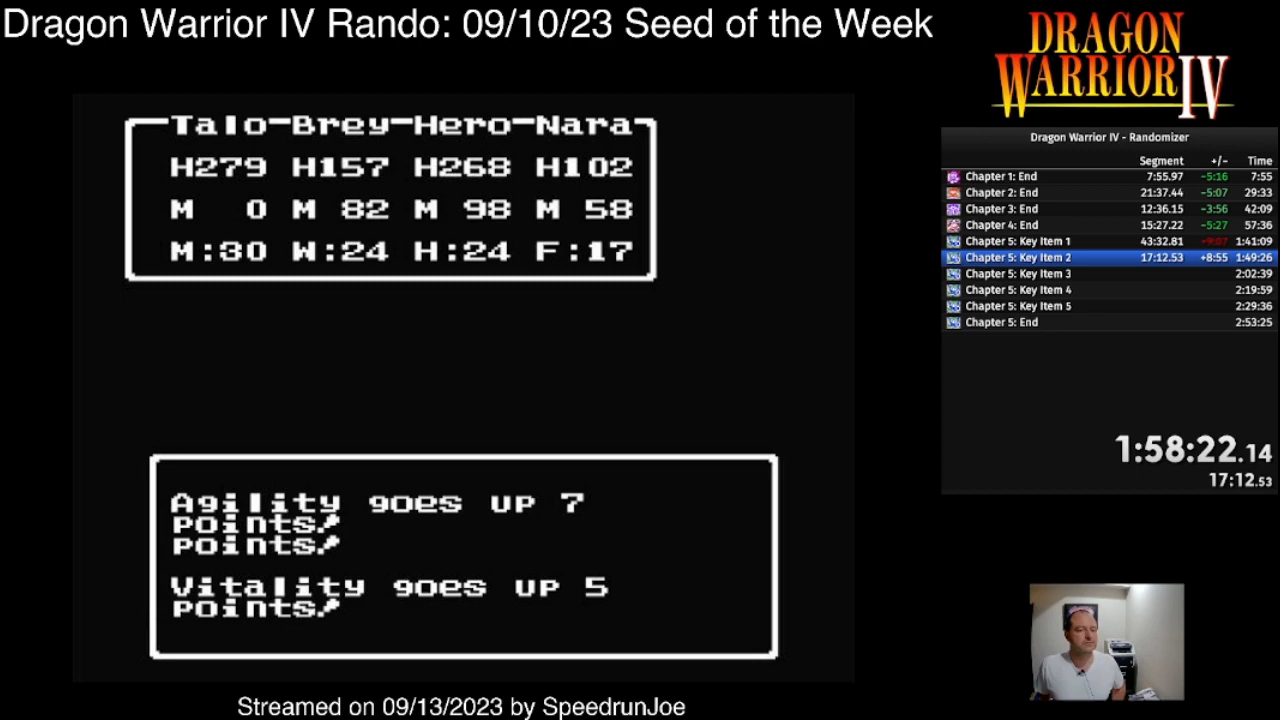 Dragon Warrior IV Rando: 09/10/23 Seed of the Week
DRAGON
WARRIOR IV
Talo Brey Hero Nara
H279 H157 H268 H102
M 0 M 82 M 98 M 58
M:30 W:24 H:24 F:17
Agility goes up 7
points!
points!
Vitality goes up 5
points!
Dragon Warrior IV - Randomizer
Segment +/- Time
Chapter 1: End 7:55.97 -5:16 7:55
Chapter 2: End 21:37.44 -5:07 29:33
Chapter 3: End 12:36.15 -3:56 42:09
Chapter 4: End 15:27.22 -5:27 57:36
Chapter 5: Key Item 1 43:32.81 +9:07 1:41:09
Chapter 5: Key Item 2 17:12.53 +8:55 1:49:26
Chapter 5: Key Item 3 2:02:39
Chapter 5: Key Item 4 2:19:59
Chapter 5: Key Item 5 2:29:36
Chapter 5: End 2:53:25
1:58:22.14
17:12.53
Streamed on 09/13/2023 by SpeedrunJoe